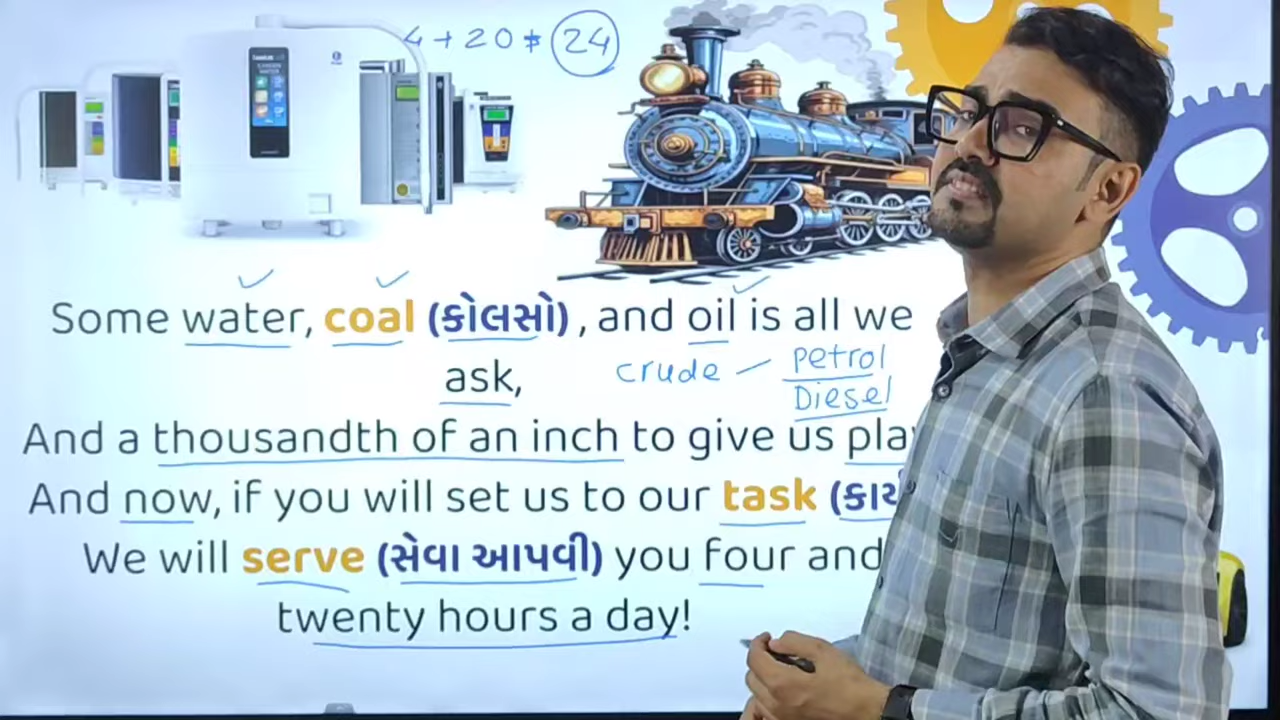 4 + 20 = 24
Some water, coal (કોલસો) , and oil is all we
ask,
crude — Petrol
Diesel
And a thousandth of an inch to give us
And now, if you will set us to our task
We will serve (સેવા આપવી) you four and
twenty hours a day!